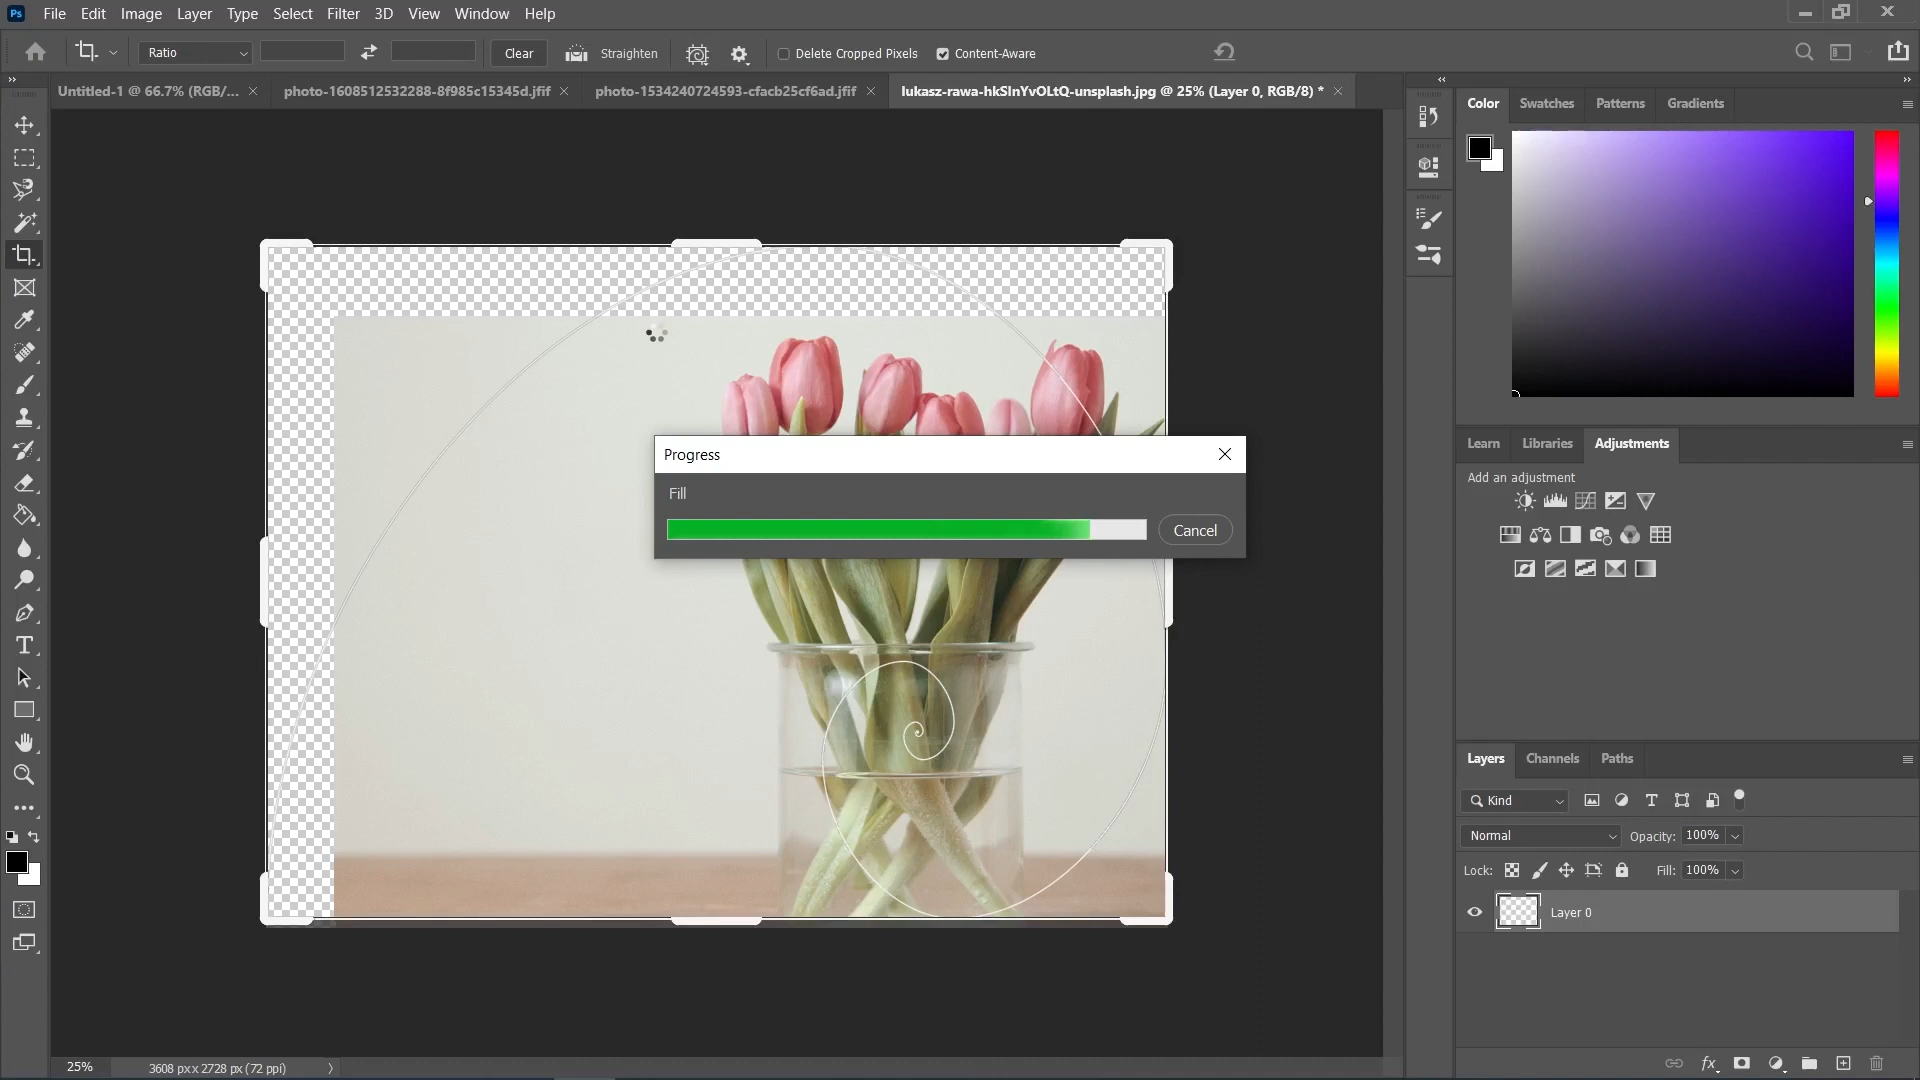 Ps File Edit Image Layer Type Select Filter 3D View Window Help
Ratio Clear Straighten Delete Cropped Pixels Content-Aware
Untitled-1 @ 66.7% (RGB/... photo-1608512532288-8f985c15345d.jfif photo-1534240724593-cfacb25cf6ad.jfif lukasz-rawa-hkSlnYvOLtQ-unsplash.jpg @ 25% (Layer 0, RGB/8) *
Color Swatches Patterns Gradients
Progress
Fill
Cancel
Learn Libraries Adjustments
Add an adjustment
Layers Channels Paths
Kind
Normal Opacity: 100%
Lock: Fill: 100%
Layer 0
25% 3608 px x 2728 px (72 ppi)